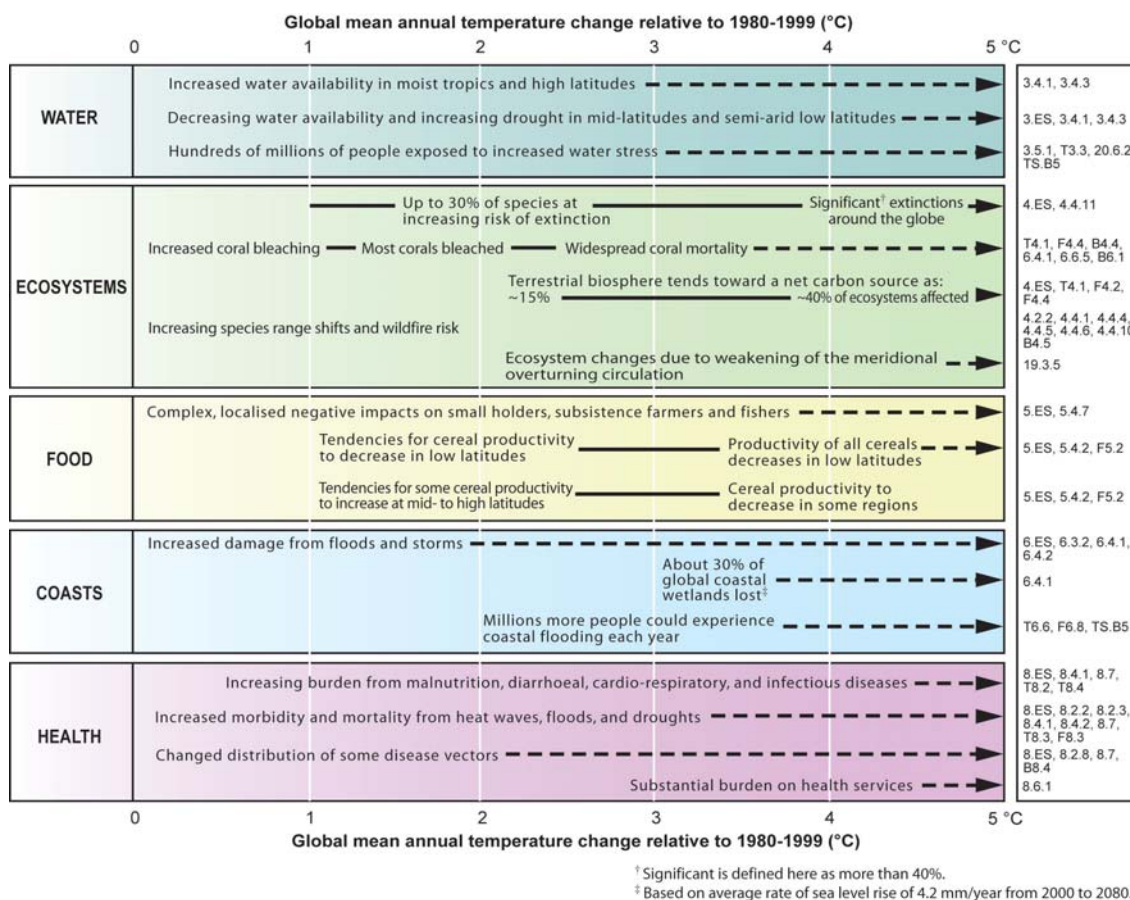 Global mean annual temperature change relative to 1980-1999 (°C)
0 1 2 3 4 5 °C
WATER
Increased water availability in moist tropics and high latitudes
3.4.1, 3.4.3
Decreasing water availability and increasing drought in mid-latitudes and semi-arid low latitudes
3.ES, 3.4.1, 3.4.3
Hundreds of millions of people exposed to increased water stress
3.5.1, T3.3, 20.6.2,
TS.B5
ECOSYSTEMS
Up to 30% of species at
increasing risk of extinction
Significant† extinctions
around the globe
4.ES, 4.4.11
Increased coral bleaching
Most corals bleached
Widespread coral mortality
T4.1, F4.4, B4.4,
6.4.1, 6.6.5, B6.1
Terrestrial biosphere tends toward a net carbon source as:
~15%
~40% of ecosystems affected
4.ES, T4.1, F4.2,
F4.4
Increasing species range shifts and wildfire risk
4.2.2, 4.4.1, 4.4.4,
4.4.5, 4.4.6, 4.4.10,
B4.5
Ecosystem changes due to weakening of the meridional
overturning circulation
19.3.5
FOOD
Complex, localised negative impacts on small holders, subsistence farmers and fishers
5.ES, 5.4.7
Tendencies for cereal productivity
to decrease in low latitudes
Productivity of all cereals
decreases in low latitudes
5.ES, 5.4.2, F5.2
Tendencies for some cereal productivity
to increase at mid- to high latitudes
Cereal productivity to
decrease in some regions
5.ES, 5.4.2, F5.2
COASTS
Increased damage from floods and storms
6.ES, 6.3.2, 6.4.1,
6.4.2
About 30% of
global coastal
wetlands lost‡
6.4.1
Millions more people could experience
coastal flooding each year
T6.6, F6.8, TS.B5
HEALTH
Increasing burden from malnutrition, diarrhoeal, cardio-respiratory, and infectious diseases
8.ES, 8.4.1, 8.7,
T8.2, T8.4
Increased morbidity and mortality from heat waves, floods, and droughts
8.ES, 8.2.2, 8.2.3,
8.4.1, 8.4.2, 8.7,
T8.3, F8.3
Changed distribution of some disease vectors
8.ES, 8.2.8, 8.7,
B8.4
Substantial burden on health services
8.6.1
0 1 2 3 4 5 °C
Global mean annual temperature change relative to 1980-1999 (°C)
† Significant is defined here as more than 40%.
‡ Based on average rate of sea level rise of 4.2 mm/year from 2000 to 2080.